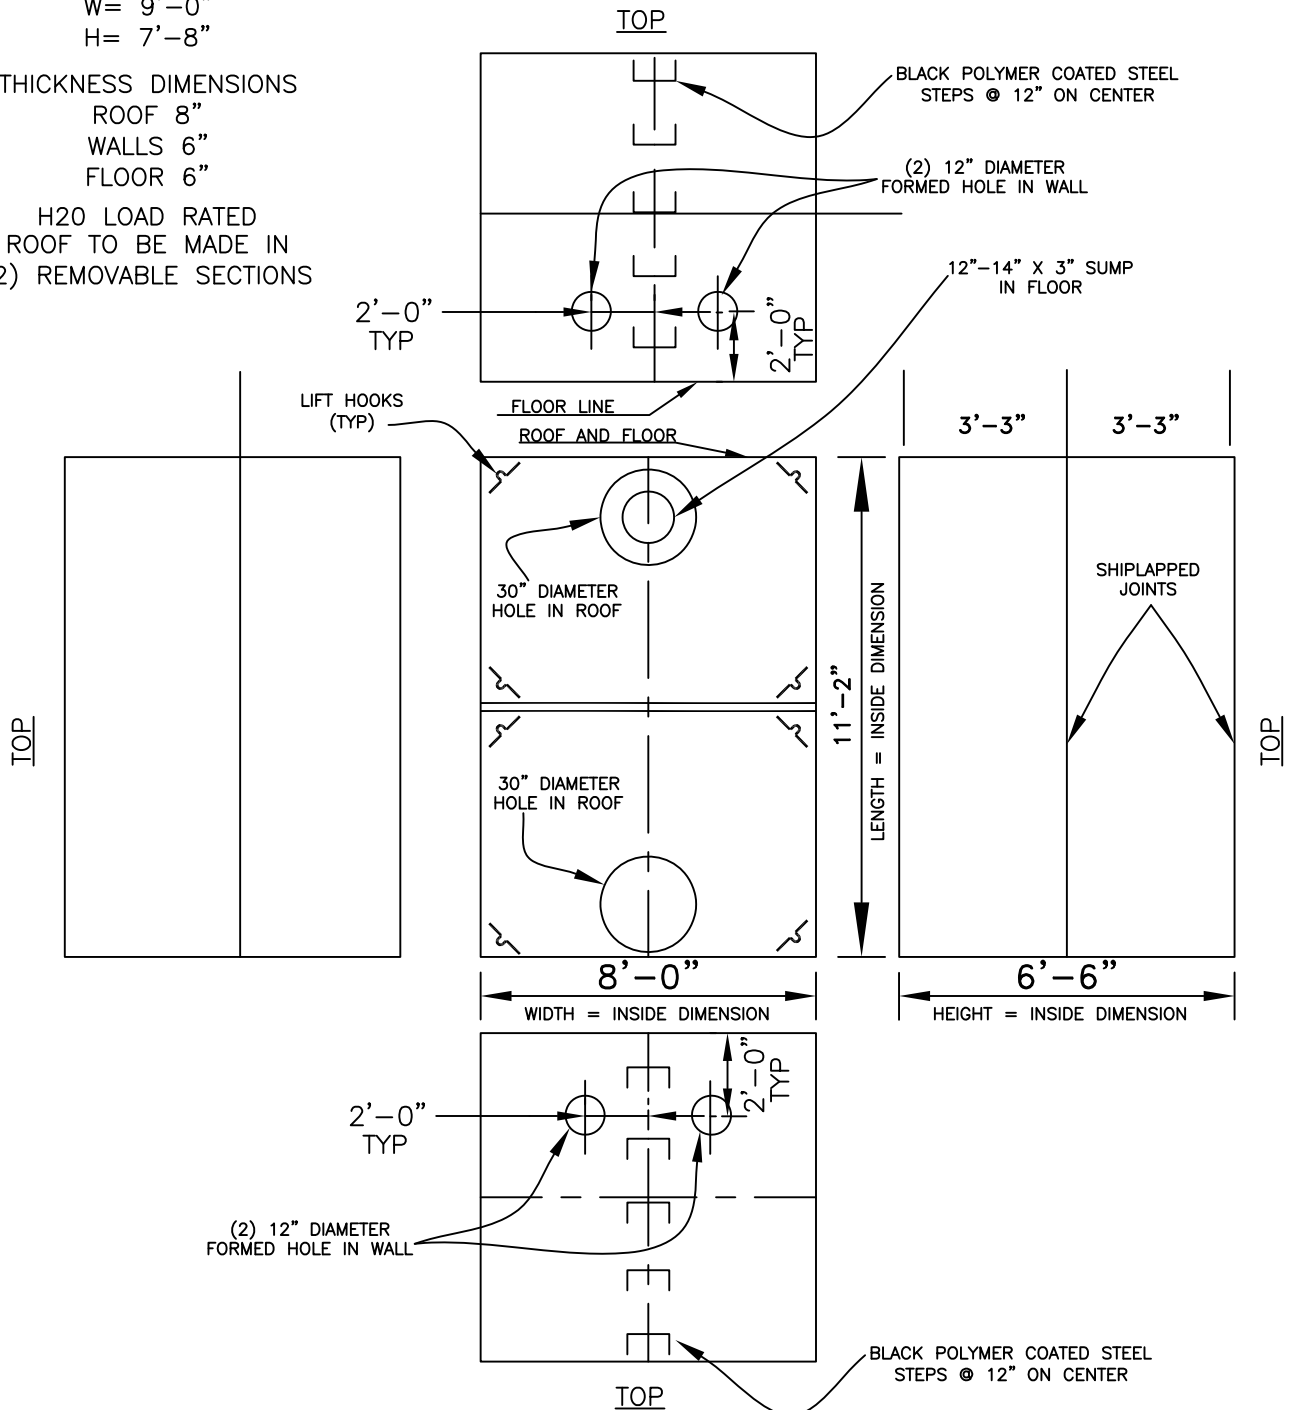 W= 9'-0"
H= 7'-8"
THICKNESS DIMENSIONS
ROOF 8"
WALLS 6"
FLOOR 6"
H20 LOAD RATED
ROOF TO BE MADE IN
2) REMOVABLE SECTIONS
TOP
BLACK POLYMER COATED STEEL
STEPS @ 12" ON CENTER
(2) 12" DIAMETER
FORMED HOLE IN WALL
12"-14" X 3" SUMP
IN FLOOR
2'-0"
TYP
2'-0"
TYP
FLOOR LINE
ROOF AND FLOOR
LIFT HOOKS
(TYP)
3'-3"
3'-3"
30" DIAMETER
HOLE IN ROOF
SHIPLAPPED
JOINTS
11'-2"
LENGTH = INSIDE DIMENSION
TOP
TOP
30" DIAMETER
HOLE IN ROOF
8'-0"
WIDTH = INSIDE DIMENSION
6'-6"
HEIGHT = INSIDE DIMENSION
2'-0"
TYP
2'-0"
TYP
(2) 12" DIAMETER
FORMED HOLE IN WALL
BLACK POLYMER COATED STEEL
STEPS @ 12" ON CENTER
TOP